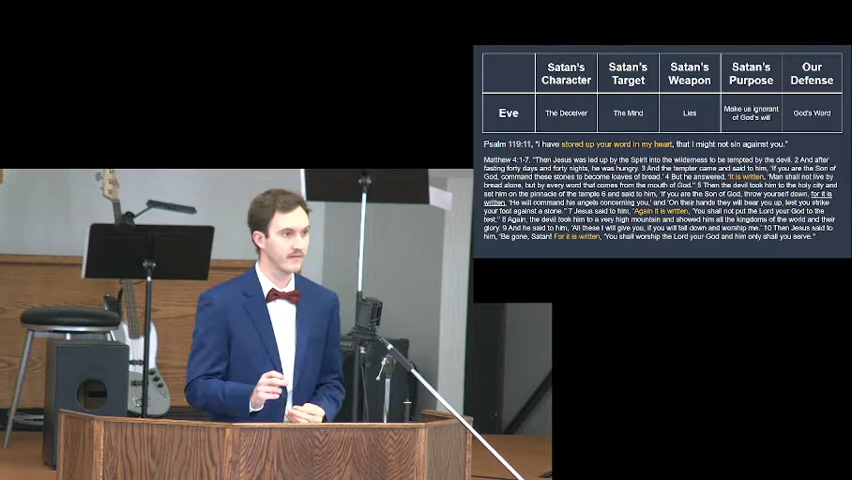 Satan's Character Satan's Target Satan's Weapon Satan's Purpose Our Defense
Eve The Deceiver The Mind Lies Make us ignorant of God's will God's Word
Psalm 119:11, "I have stored up your word in my heart, that I might not sin against you."
Matthew 4:1-7, "Then Jesus was led up by the Spirit into the wilderness to be tempted by the devil. 2 And after
fasting forty days and forty nights, he was hungry. 3 And the tempter came and said to him, 'If you are the Son of
God, command these stones to become loaves of bread.' 4 But he answered, 'It is written, 'Man shall not live by
bread alone, but by every word that comes from the mouth of God.'' 5 Then the devil took him to the holy city and
set him on the pinnacle of the temple 6 and said to him, 'If you are the Son of God, throw yourself down, for it is
written, 'He will command his angels concerning you,' and 'On their hands they will bear you up, lest you strike
your foot against a stone.'' 7 Jesus said to him, 'Again it is written, 'You shall not put the Lord your God to the
test.'' 8 Again, the devil took him to a very high mountain and showed him all the kingdoms of the world and their
glory. 9 And he said to him, 'All these I will give you, if you will fall down and worship me.' 10 Then Jesus said to
him, 'Be gone, Satan! For it is written, 'You shall worship the Lord your God and him only shall you serve.''"